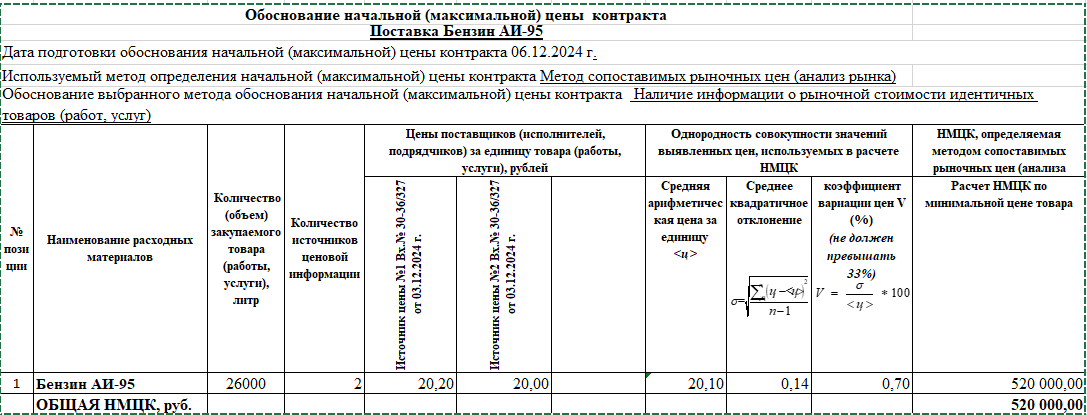 Обоснование начальной (максимальной) цены контракта
Поставка Бензин АИ-95
Дата подготовки обоснования начальной (максимальной) цены контракта 06.12.2024 г.
Используемый метод определения начальной (максимальной) цены контракта Метод сопоставимых рыночных цен (анализ рынка)
Обоснование выбранного метода обоснования начальной (максимальной) цены контракта Наличие информации о рыночной стоимости идентичных
товаров (работ, услуг)
№
пози
ции
Наименование расходных
материалов
Количество
(объем)
закупаемого
товара
(работы,
услуги),
литр
Количество
источников
ценовой
информации
Цены поставщиков (исполнителей,
подрядчиков) за единицу товара (работы,
услуги), рублей
Источник цены №1 Вх.№ 30-36/327
от 03.12.2024 г.
Источник цены №2 Вх.№ 30-36/327
от 03.12.2024 г.
Однородность совокупности значений
выявленных цен, используемых в расчете
НМЦК
Средняя
арифметичес
кая цена за
единицу
<ц>
Среднее
квадратичное
отклонение
σ=√(∑(ц−<ц>)²/(n−1))
коэффициент
вариации цен V
(%)
(не должен
превышать
33%)
V = σ/<ц> * 100
НМЦК, определяемая
методом сопоставимых
рыночных цен (анализа
Расчет НМЦК по
минимальной цене товара
1 Бензин АИ-95 26000 2 20,20 20,00 20,10 0,14 0,70 520 000,00
ОБЩАЯ НМЦК, руб. 520 000,00